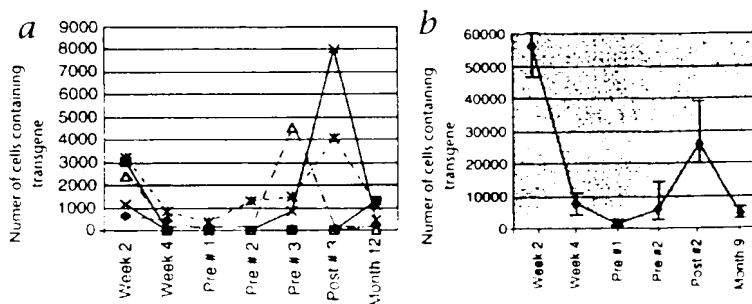 a
Numer of cells containing
transgene
9000
8000
7000
6000
5000
4000
3000
2000
1000
0
Week 2
Week 4
Pre # 1
Pre # 2
Pre # 3
Post # 3
Month 12
b
Numer of cells containing
transgene
60000
50000
40000
30000
20000
10000
0
Week 2
Week 4
Pre #1
Pre #2
Post #2
Month 9